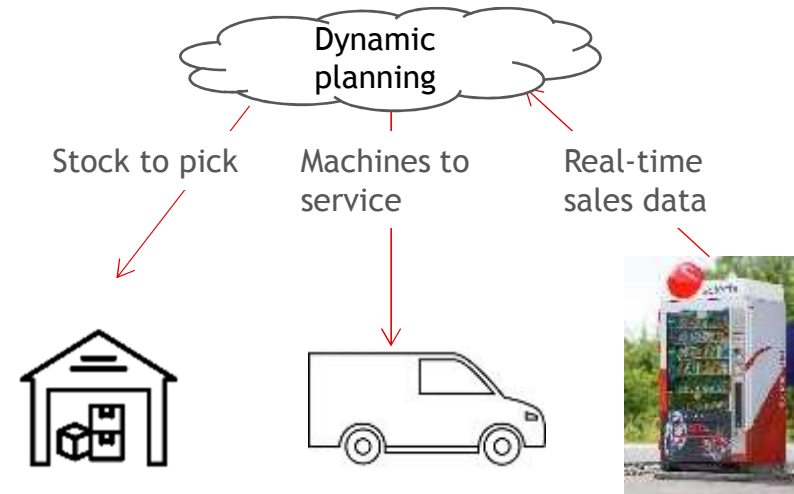 Dynamic
planning
Stock to pick
Machines to
service
Real-time
sales data